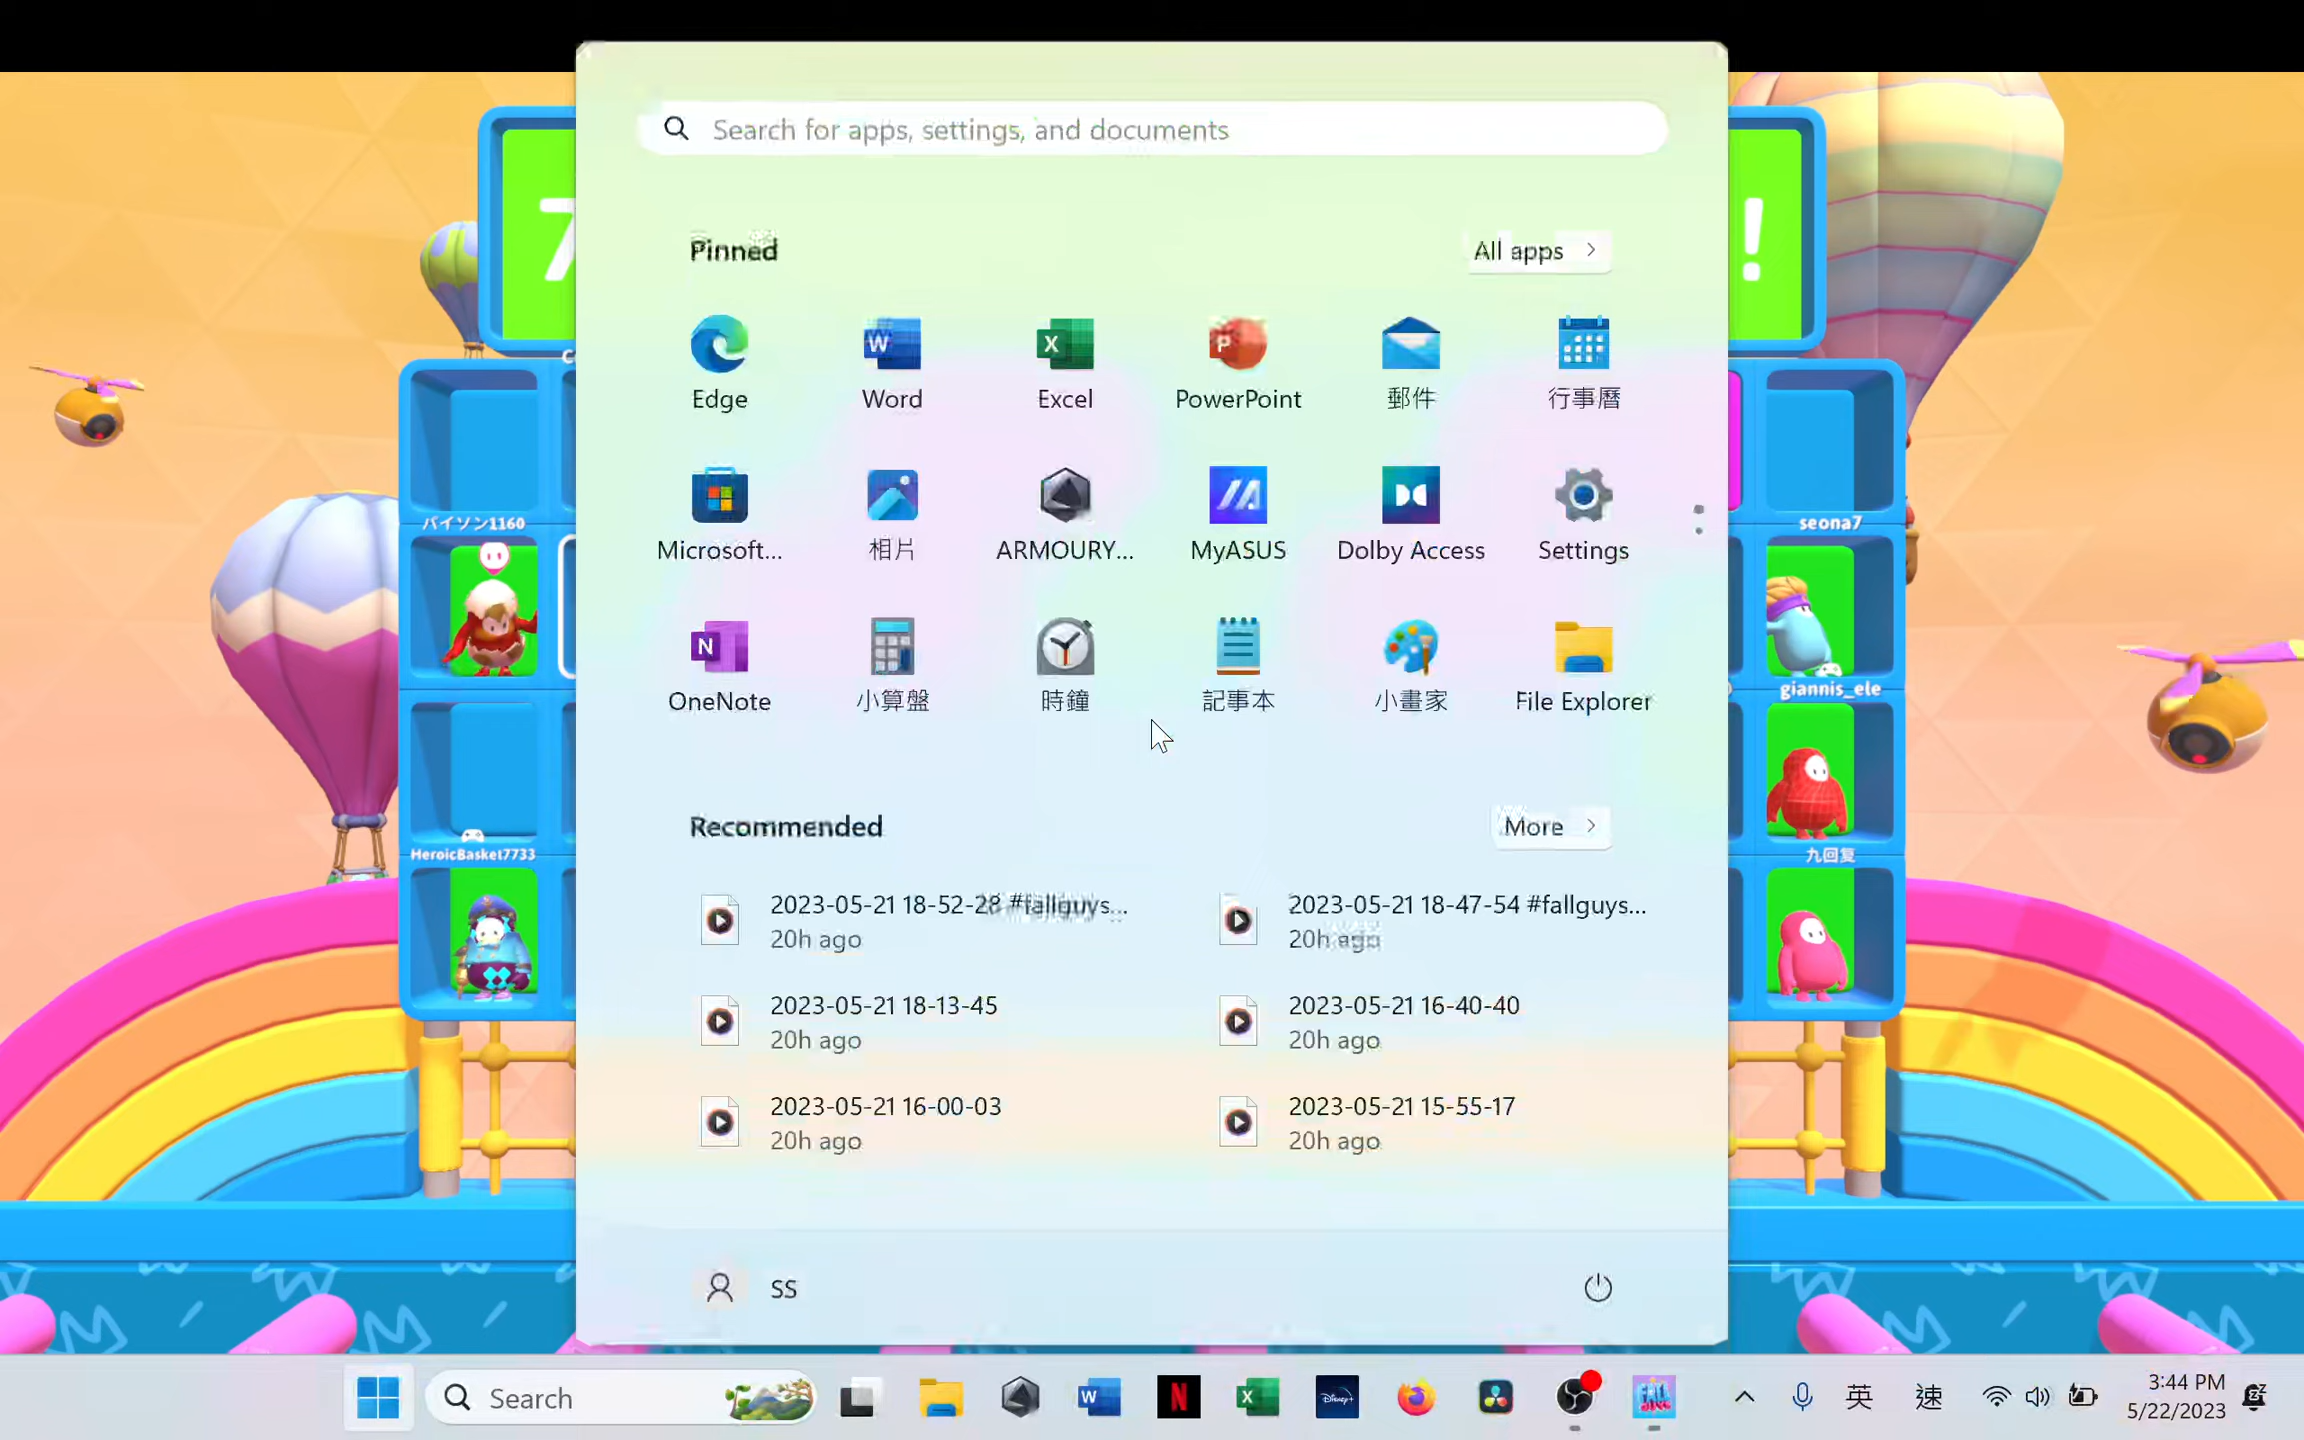 Search for apps, settings, and documents
7
!
Pinned
All apps
Edge
Word
Excel
PowerPoint
郵件
行事曆
Microsoft...
相片
ARMOURY...
MyASUS
Dolby Access
Settings
OneNote
小算盤
時鐘
記事本
小畫家
File Explorer
バイソン1160
HeroicBasket7733
seona7
giannis_ele
九回复
Recommended
More
2023-05-21 18-52-28 #fallguys...
20h ago
2023-05-21 18-47-54 #fallguys...
20h ago
2023-05-21 18-13-45
20h ago
2023-05-21 16-40-40
20h ago
2023-05-21 16-00-03
20h ago
2023-05-21 15-55-17
20h ago
SS
Search
英
速
3:44 PM
5/22/2023